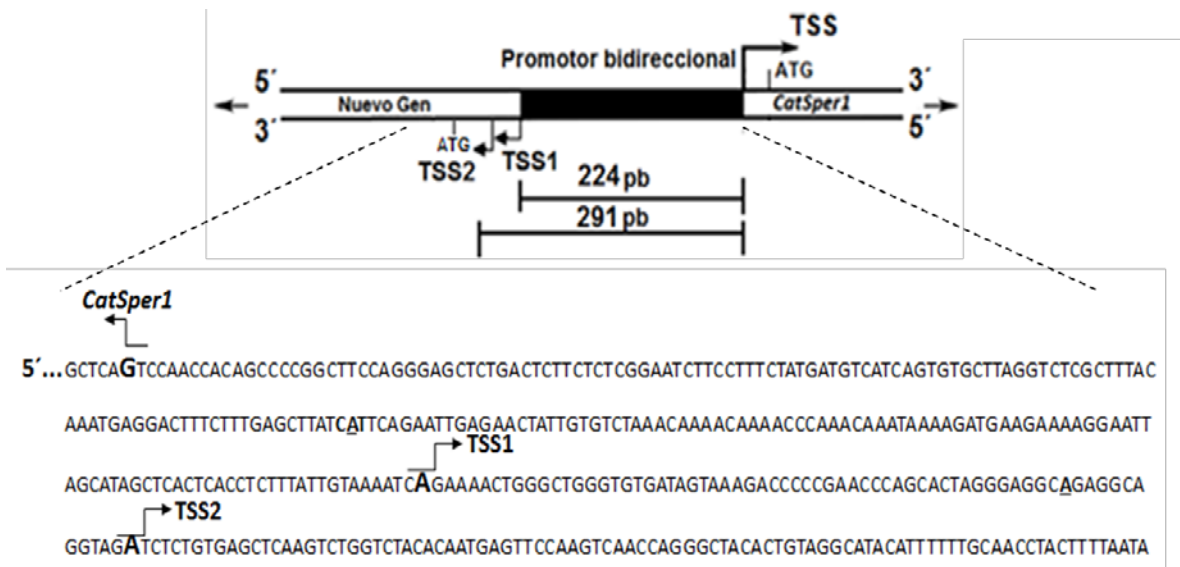 TSS
Promotor bidireccional
ATG
5´ 3´
Nuevo Gen CatSper1
3´ 5´
ATG
TSS2 TSS1
224 pb
291 pb
CatSper1
5´... GCTCAGTCCAACCACAGCCCCGGCTTCCAGGGAGCTCTGACTCTTCTCTCGGAATCTTCCTTTCTATGATGTCATCAGTGTGCTTAGGTCTCGCTTTAC
AAATGAGGACTTTCTTTGAGCTTATCATTCAGAATTGAGAACTATTGTGTCTAAACAAAACAAAACCCAAACAAATAAAAGATGAAGAAAAGGAATT
TSS1
AGCATAGCTCACTCACCTCTTTATTGTAAAATCAGAAAACTGGGCTGGGTGTGATAGTAAAGACCCCCGAACCCAGCACTAGGGAGGCAGAGGCA
TSS2
GGTAGATCTCTGTGAGCTCAAGTCTGGTCTACACAATGAGTTCCAAGTCAACCAGGGCTACACTGTAGGCATACATTTTTTGCAACCTACTTTTAATA